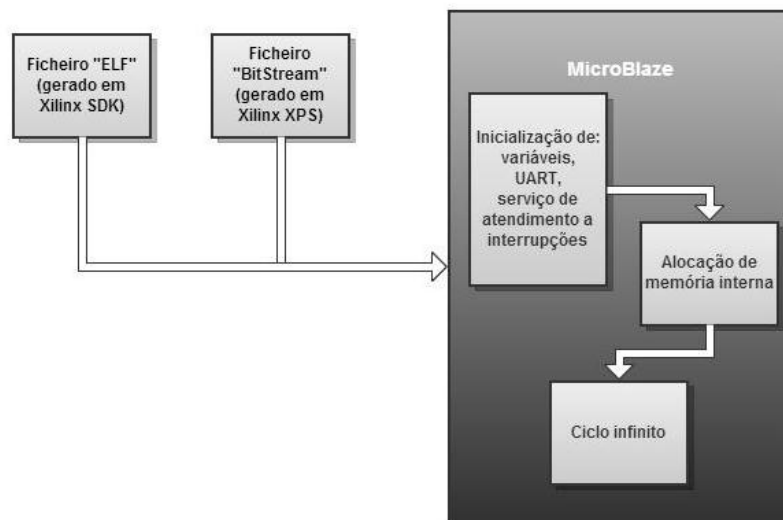 Ficheiro "ELF"
(gerado em
Xilinx SDK)
Ficheiro
"BitStream"
(gerado em
Xilinx XPS)
MicroBlaze
Inicialização de:
variáveis,
UART,
serviço de
atendimento a
interrupções
Alocação de
memória interna
Ciclo infinito